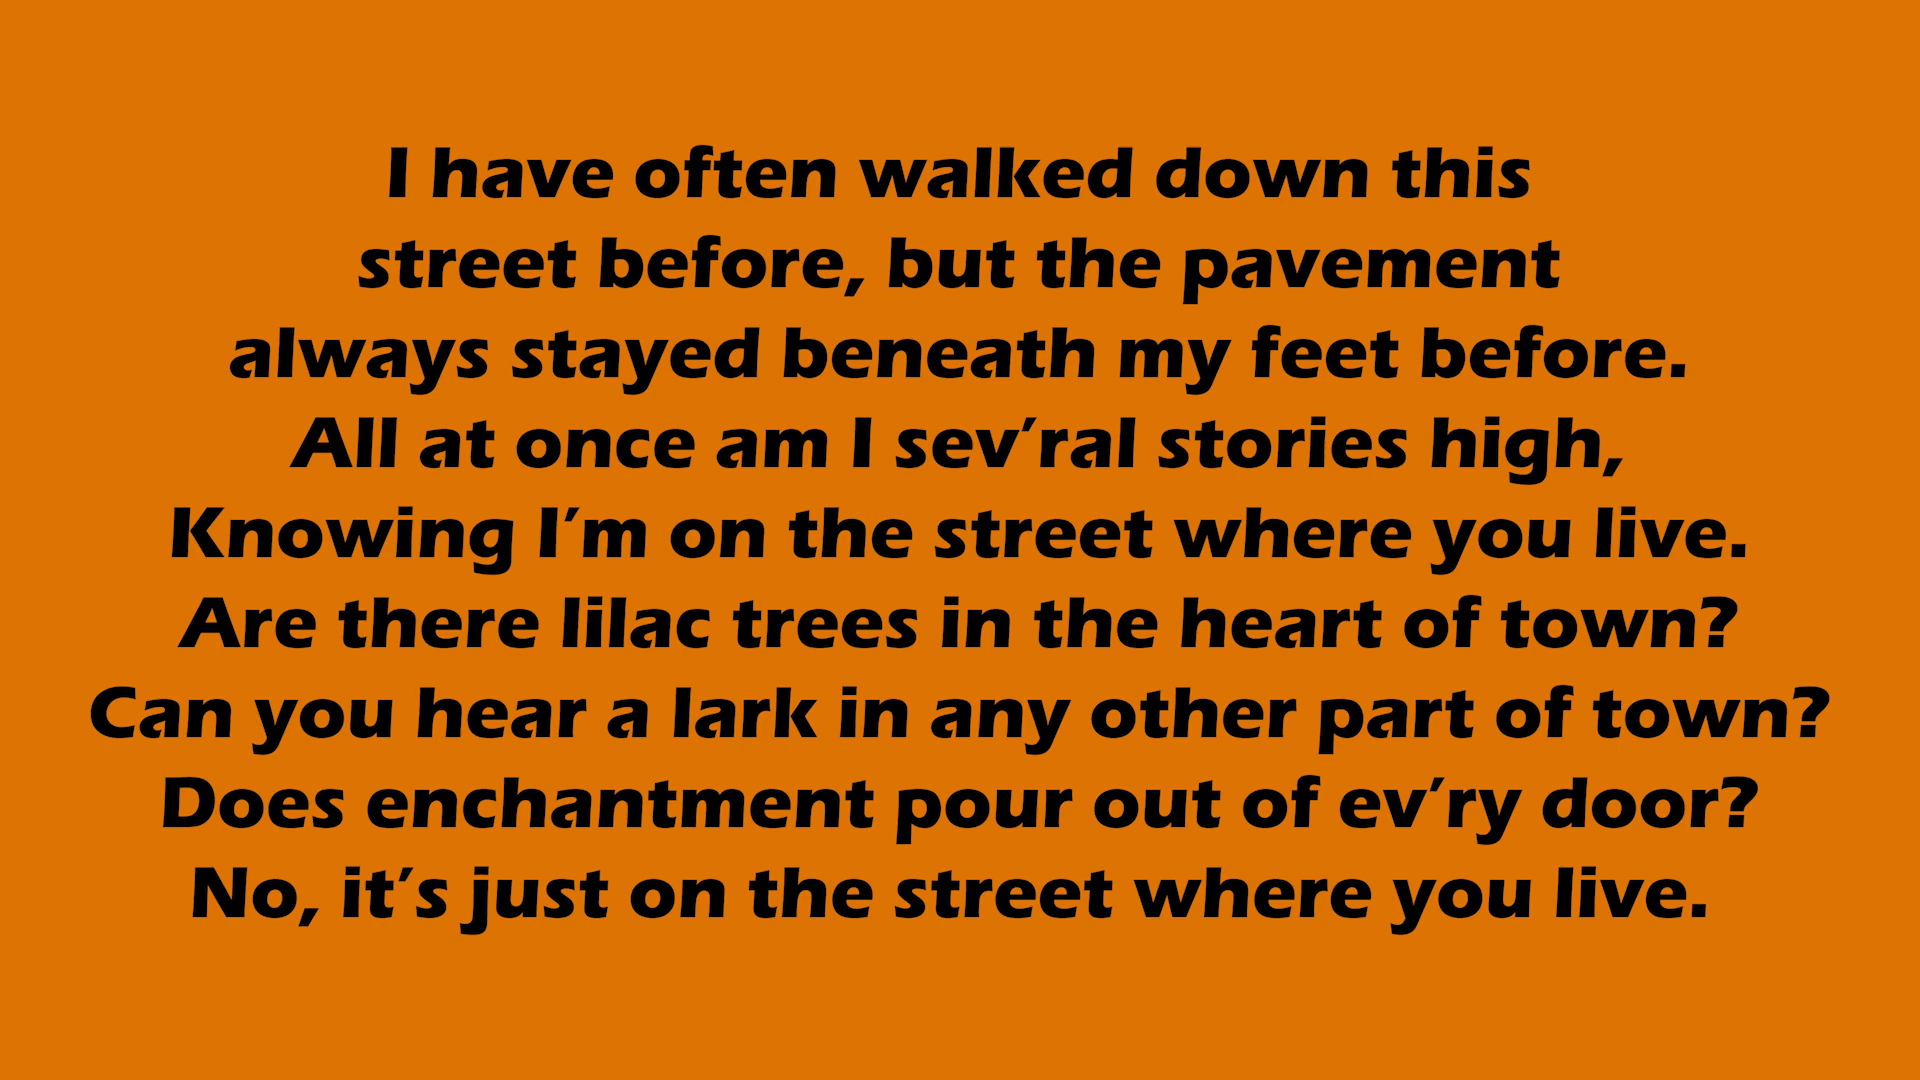 I have often walked down this
street before, but the pavement
always stayed beneath my feet before.
All at once am I sev’ral stories high,
Knowing I’m on the street where you live.
Are there lilac trees in the heart of town?
Can you hear a lark in any other part of town?
Does enchantment pour out of ev’ry door?
No, it’s just on the street where you live.